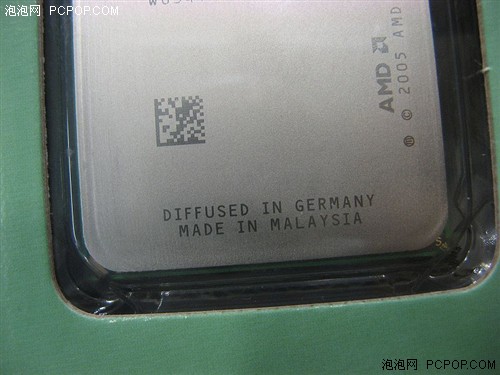 泡泡网 PCPOP.COM
AMD
® © 2005 AMD
DIFFUSED IN GERMANY
MADE IN MALAYSIA
泡泡网 PCPOP.COM